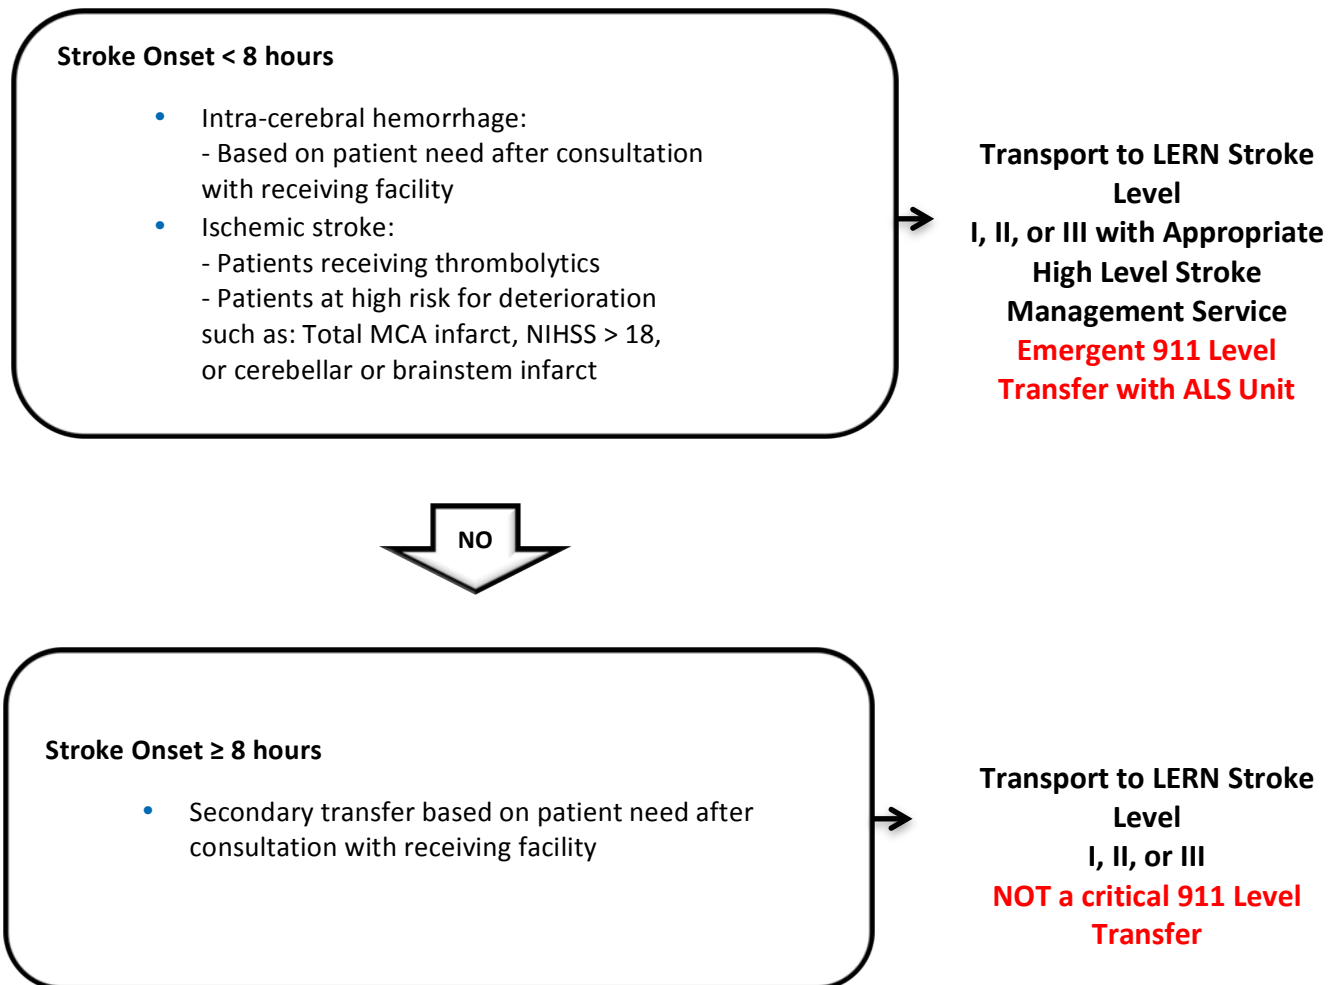 Stroke Onset < 8 hours
• Intra-cerebral hemorrhage:
- Based on patient need after consultation
with receiving facility
• Ischemic stroke:
- Patients receiving thrombolytics
- Patients at high risk for deterioration
such as: Total MCA infarct, NIHSS > 18,
or cerebellar or brainstem infarct
Transport to LERN Stroke
Level
I, II, or III with Appropriate
High Level Stroke
Management Service
Emergent 911 Level
Transfer with ALS Unit
NO
Stroke Onset ≥ 8 hours
• Secondary transfer based on patient need after
consultation with receiving facility
Transport to LERN Stroke
Level
I, II, or III
NOT a critical 911 Level
Transfer